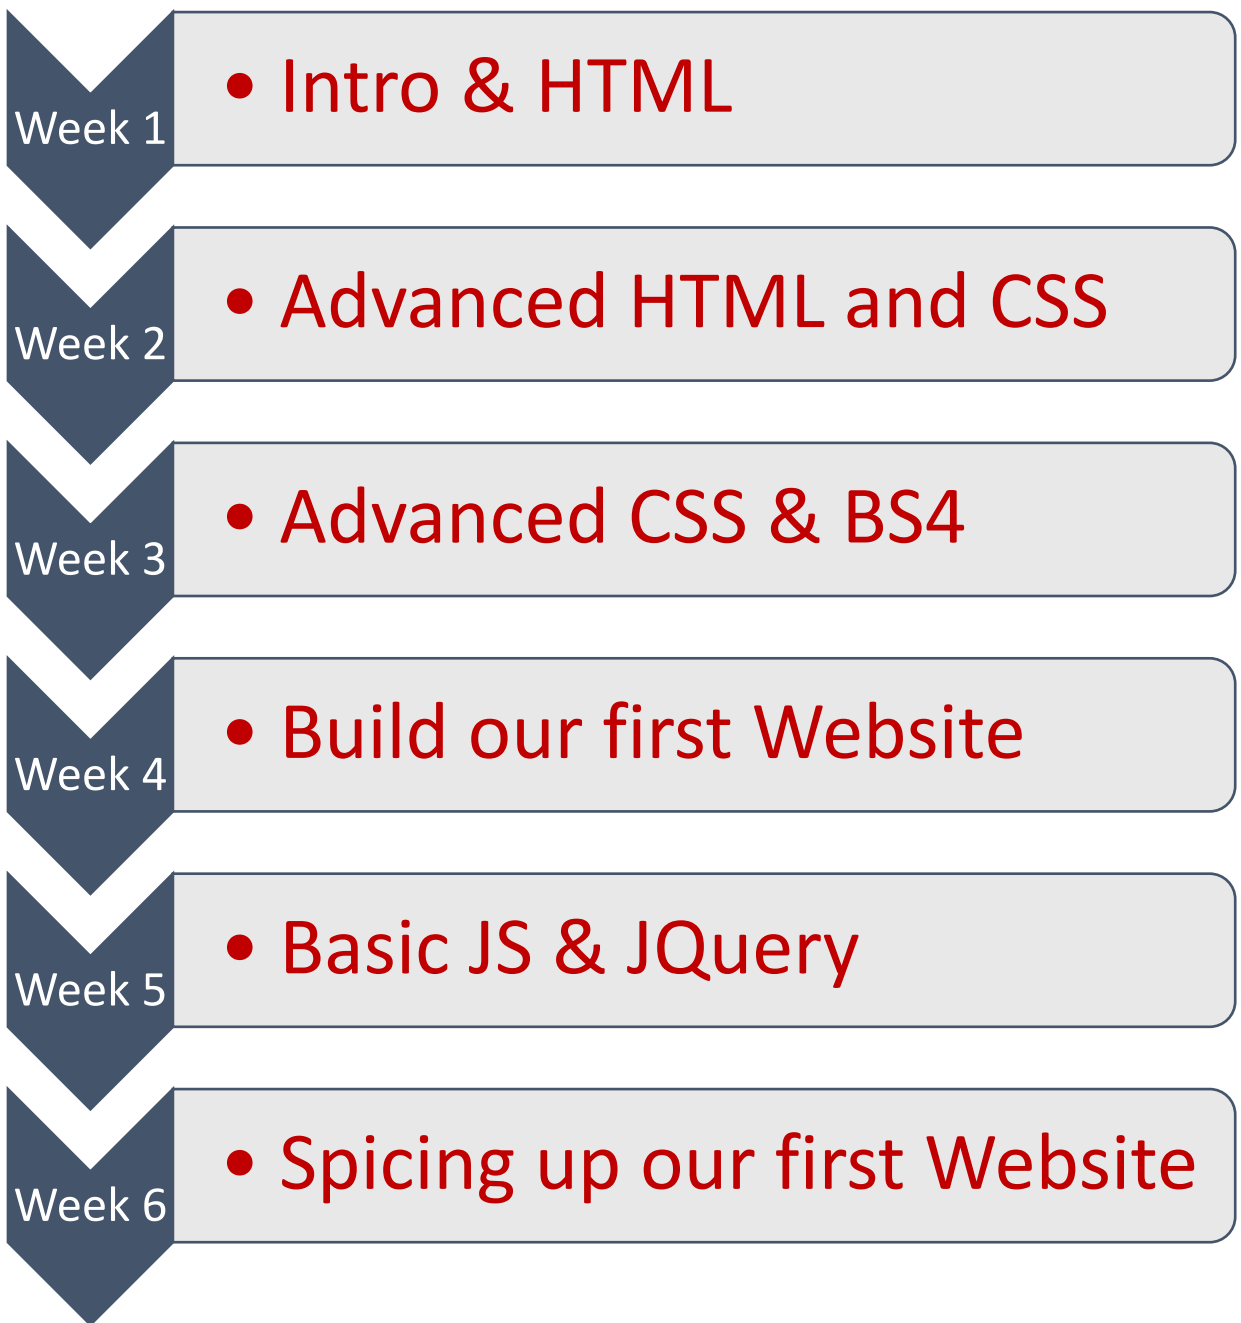 Week 1
• Intro & HTML
Week 2
• Advanced HTML and CSS
Week 3
• Advanced CSS & BS4
Week 4
• Build our first Website
Week 5
• Basic JS & JQuery
Week 6
• Spicing up our first Website